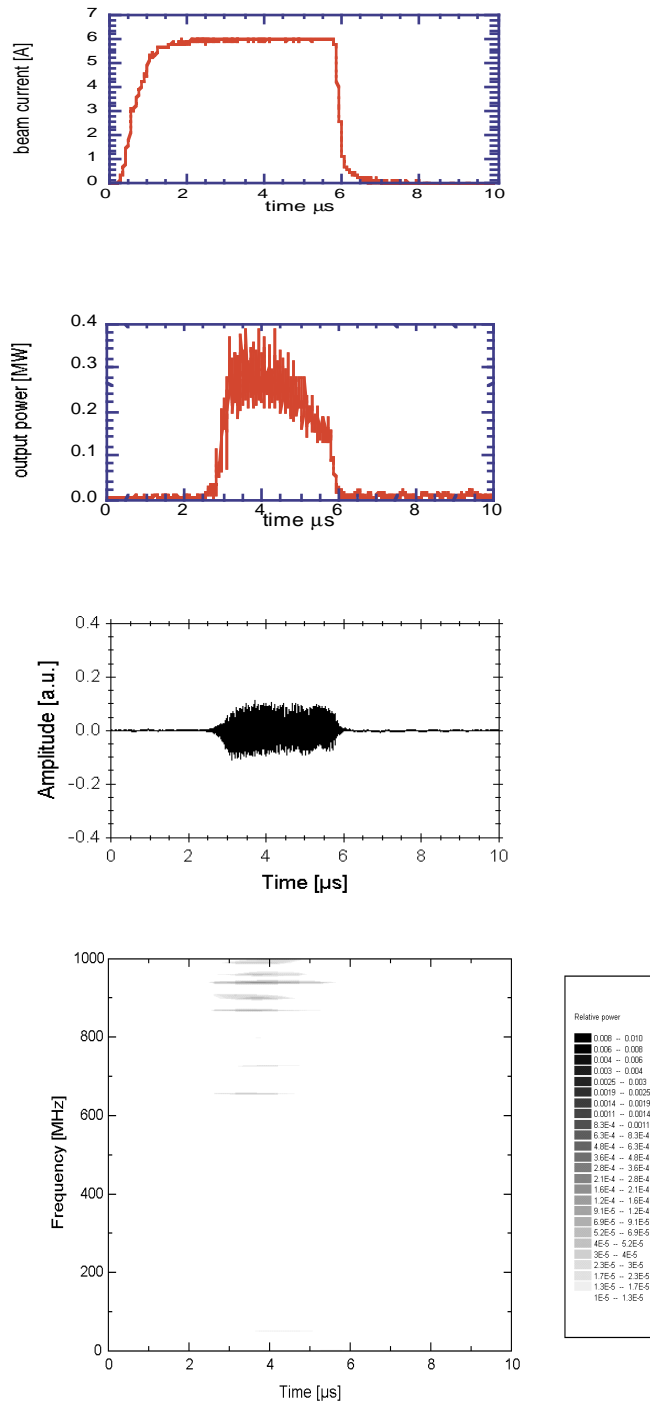 7
6
5
4
3
2
1
0
beam current [A]
0 2 4 6 8 10
time µs
0.4
0.3
0.2
0.1
0.0
output power [MW]
0 2 4 6 8 10
time µs
0.4
0.2
0.0
-0.2
-0.4
Amplitude [a.u.]
0 2 4 6 8 10
Time [µs]
1000
800
600
400
200
0
Frequency [MHz]
0 2 4 6 8 10
Time [µs]
Relative power
0.008 -- 0.010
0.006 -- 0.008
0.004 -- 0.006
0.003 -- 0.004
0.0025 -- 0.003
0.0019 -- 0.0025
0.0014 -- 0.0019
0.0011 -- 0.0014
8.3E-4 -- 0.0011
6.3E-4 -- 8.3E-4
4.8E-4 -- 6.3E-4
3.6E-4 -- 4.8E-4
2.8E-4 -- 3.6E-4
2.1E-4 -- 2.8E-4
1.6E-4 -- 2.1E-4
1.2E-4 -- 1.6E-4
9.1E-5 -- 1.2E-4
6.9E-5 -- 9.1E-5
5.2E-5 -- 6.9E-5
4E-5 -- 5.2E-5
3E-5 -- 4E-5
2.3E-5 -- 3E-5
1.7E-5 -- 2.3E-5
1.3E-5 -- 1.7E-5
1E-5 -- 1.3E-5